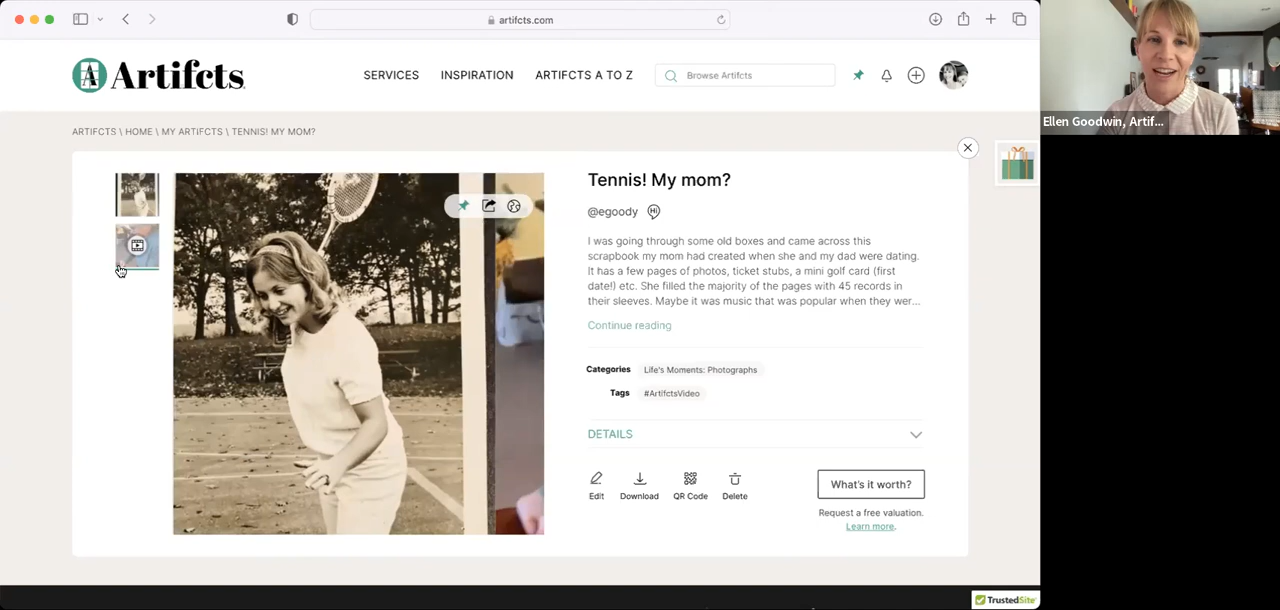 artifcts.com
Artifcts
SERVICES
INSPIRATION
ARTIFCTS A TO Z
Browse Artifcts
Ellen Goodwin, Artif...
ARTIFCTS \ HOME \ MY ARTIFCTS \ TENNIS! MY MOM?
Tennis! My mom?
@egoody
Hi
I was going through some old boxes and came across this
scrapbook my mom had created when she and my dad were dating.
It has a few pages of photos, ticket stubs, a mini golf card (first
date!) etc. She filled the majority of the pages with 45 records in
their sleeves. Maybe it was music that was popular when they wer...
Continue reading
Categories Life's Moments: Photographs
Tags #ArtifctsVideo
DETAILS
Edit
Download
QR Code
Delete
What's it worth?
Request a free valuation.
Learn more.
TrustedSite